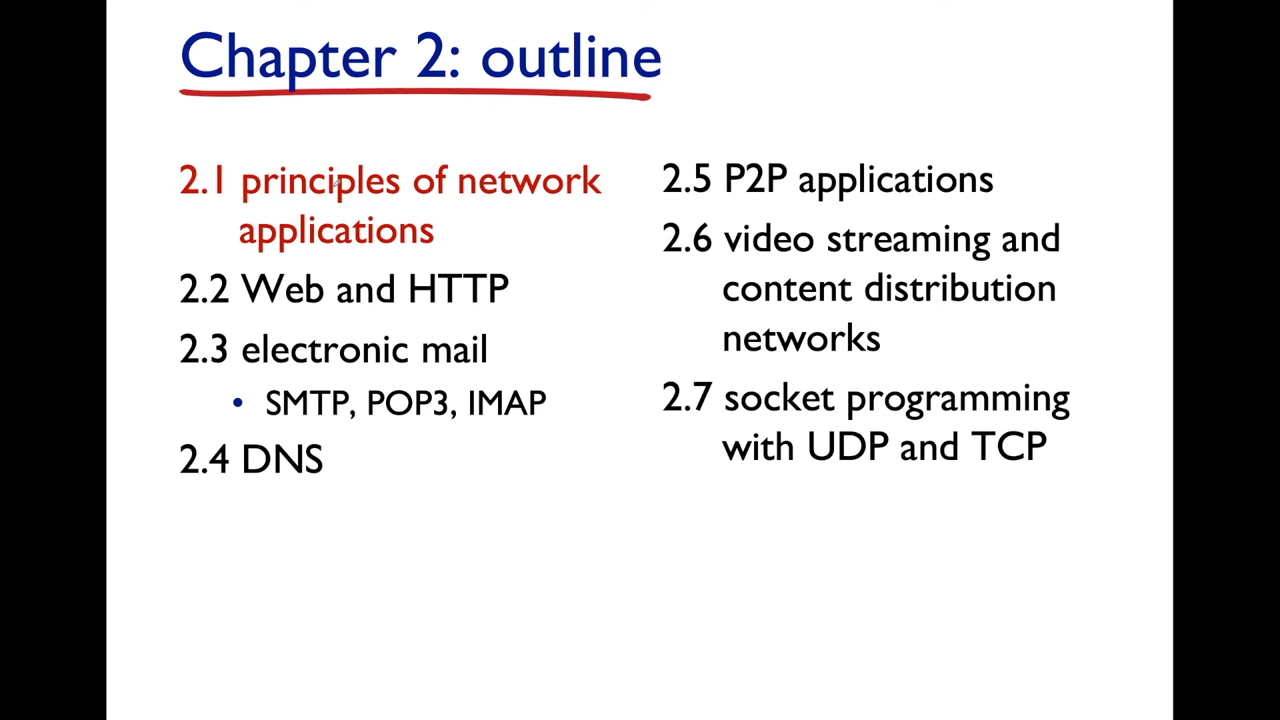 Chapter 2: outline
2.1 principles of network
applications
2.2 Web and HTTP
2.3 electronic mail
• SMTP, POP3, IMAP
2.4 DNS
2.5 P2P applications
2.6 video streaming and
content distribution
networks
2.7 socket programming
with UDP and TCP